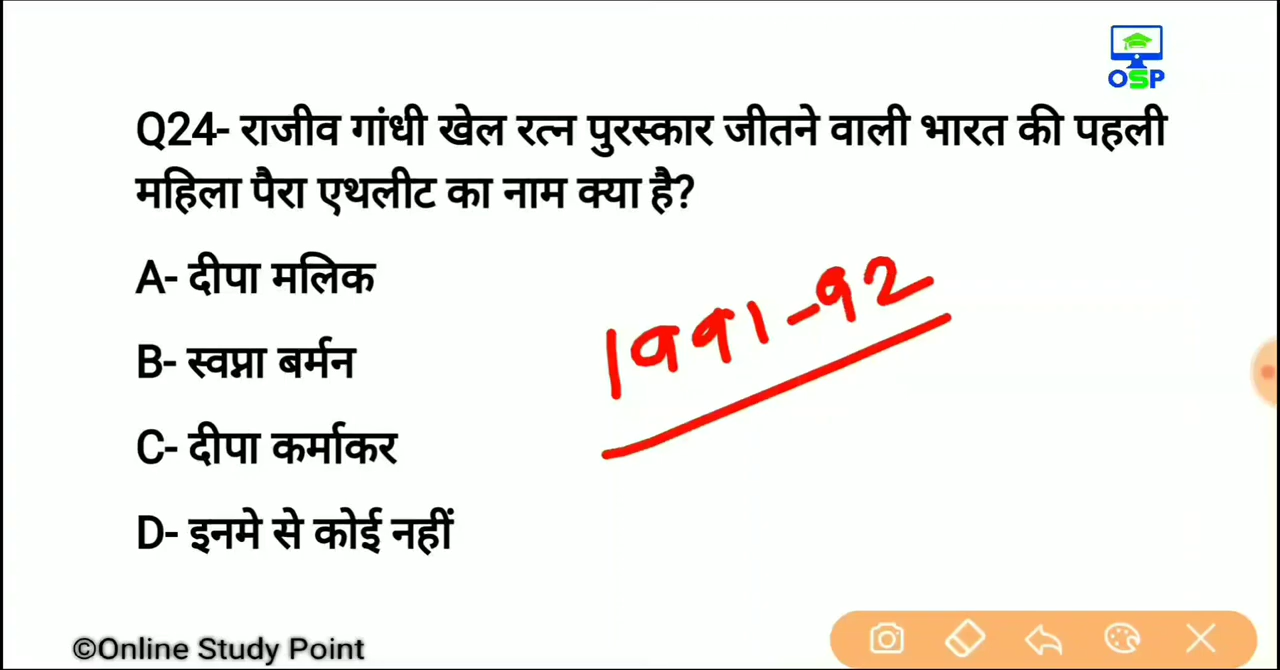 OSP
Q24- राजीव गांधी खेल रत्न पुरस्कार जीतने वाली भारत की पहली
महिला पैरा एथलीट का नाम क्या है?
A- दीपा मलिक
B- स्वप्ना बर्मन
C- दीपा कर्माकर
D- इनमे से कोई नहीं
1991-92
©Online Study Point